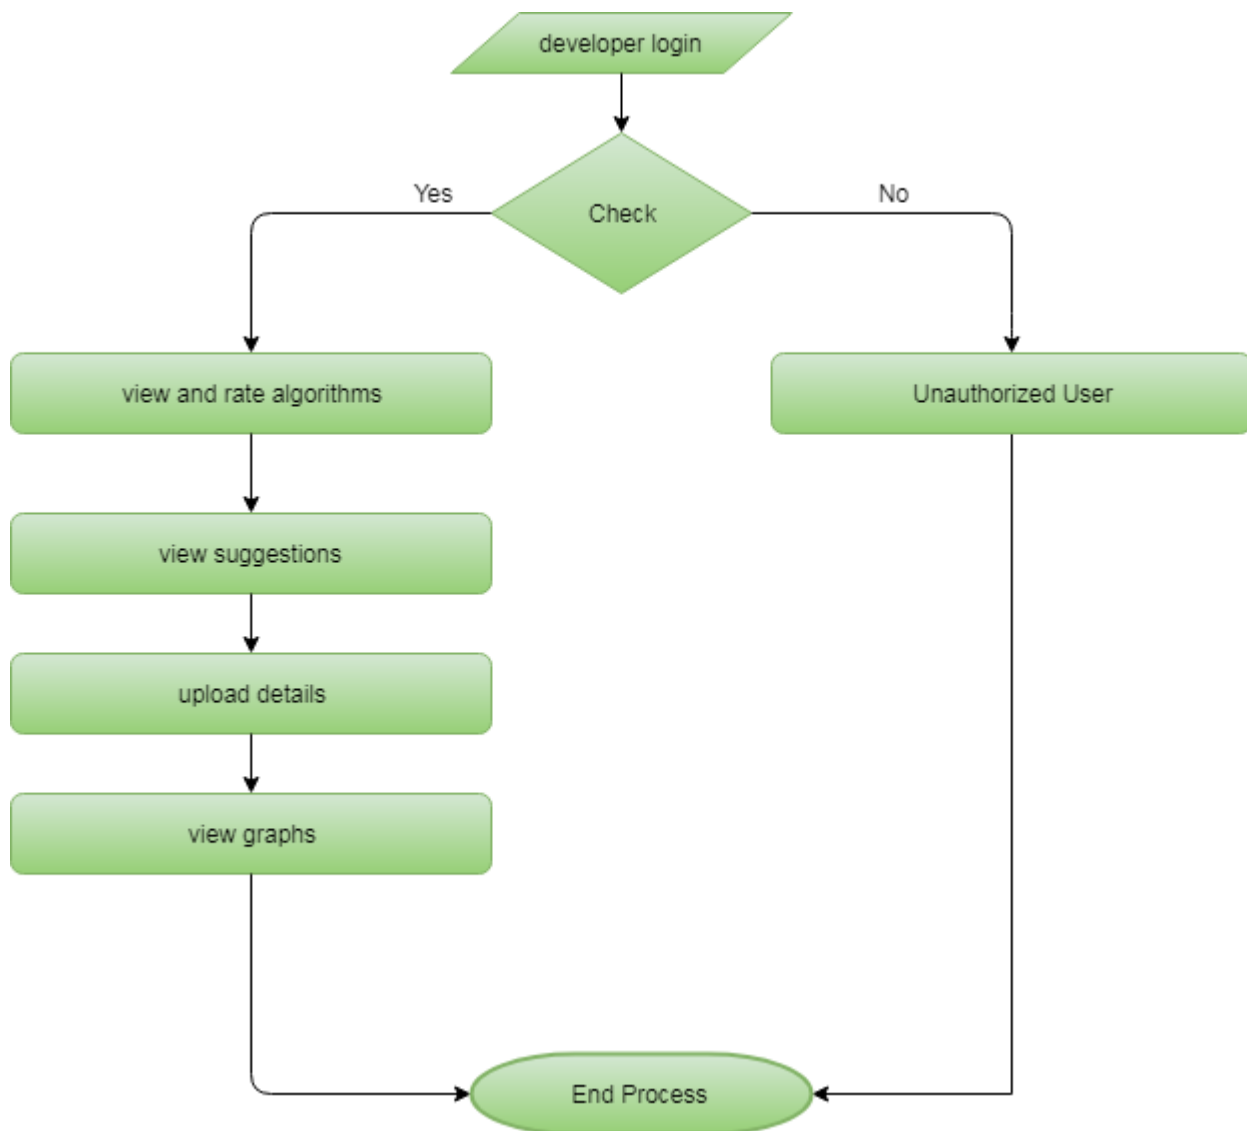 developer login
Yes
Check
No
view and rate algorithms
Unauthorized User
view suggestions
upload details
view graphs
End Process